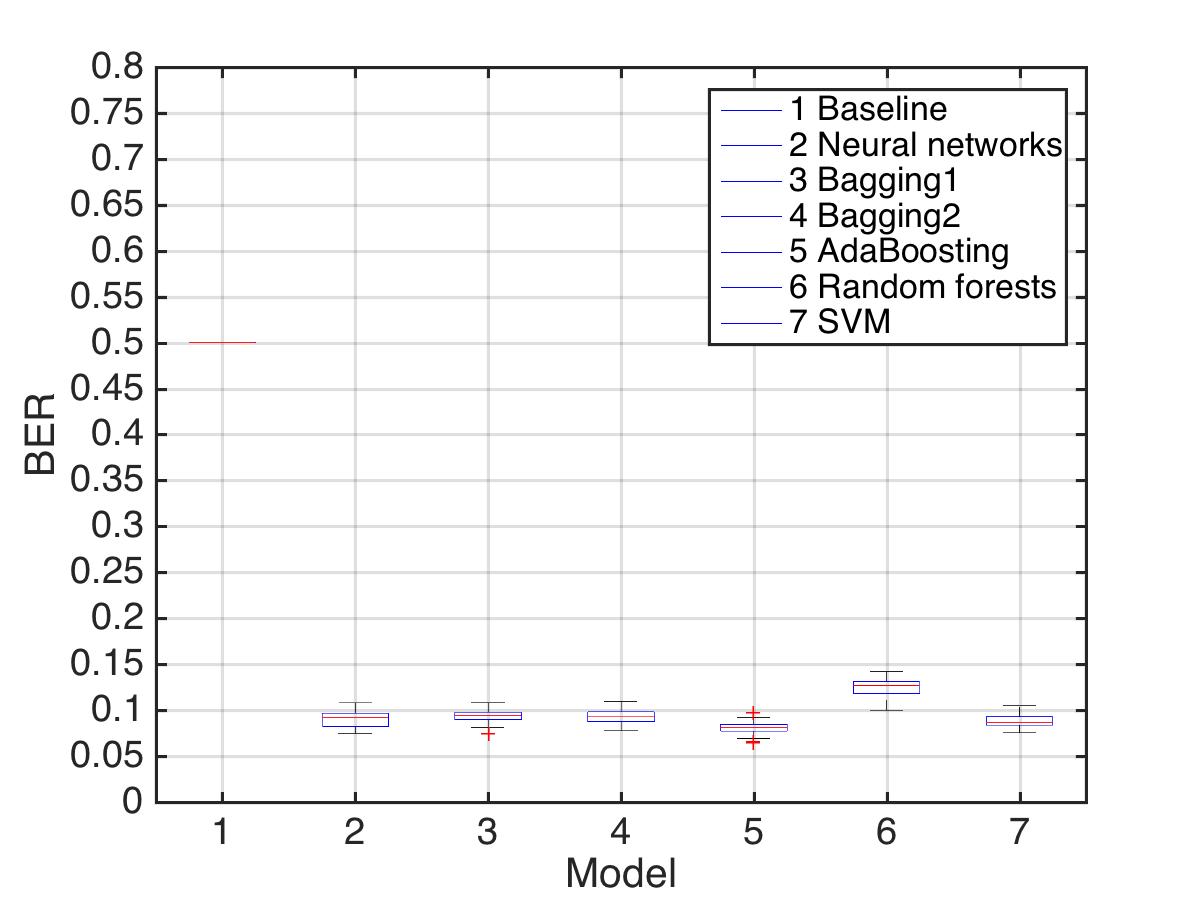 0.8
0.75
0.7
0.65
0.6
0.55
0.5
0.45
0.4
0.35
0.3
0.25
0.2
0.15
0.1
0.05
0
BER
1 Baseline
2 Neural networks
3 Bagging1
4 Bagging2
5 AdaBoosting
6 Random forests
7 SVM
1 2 3 4 5 6 7
Model